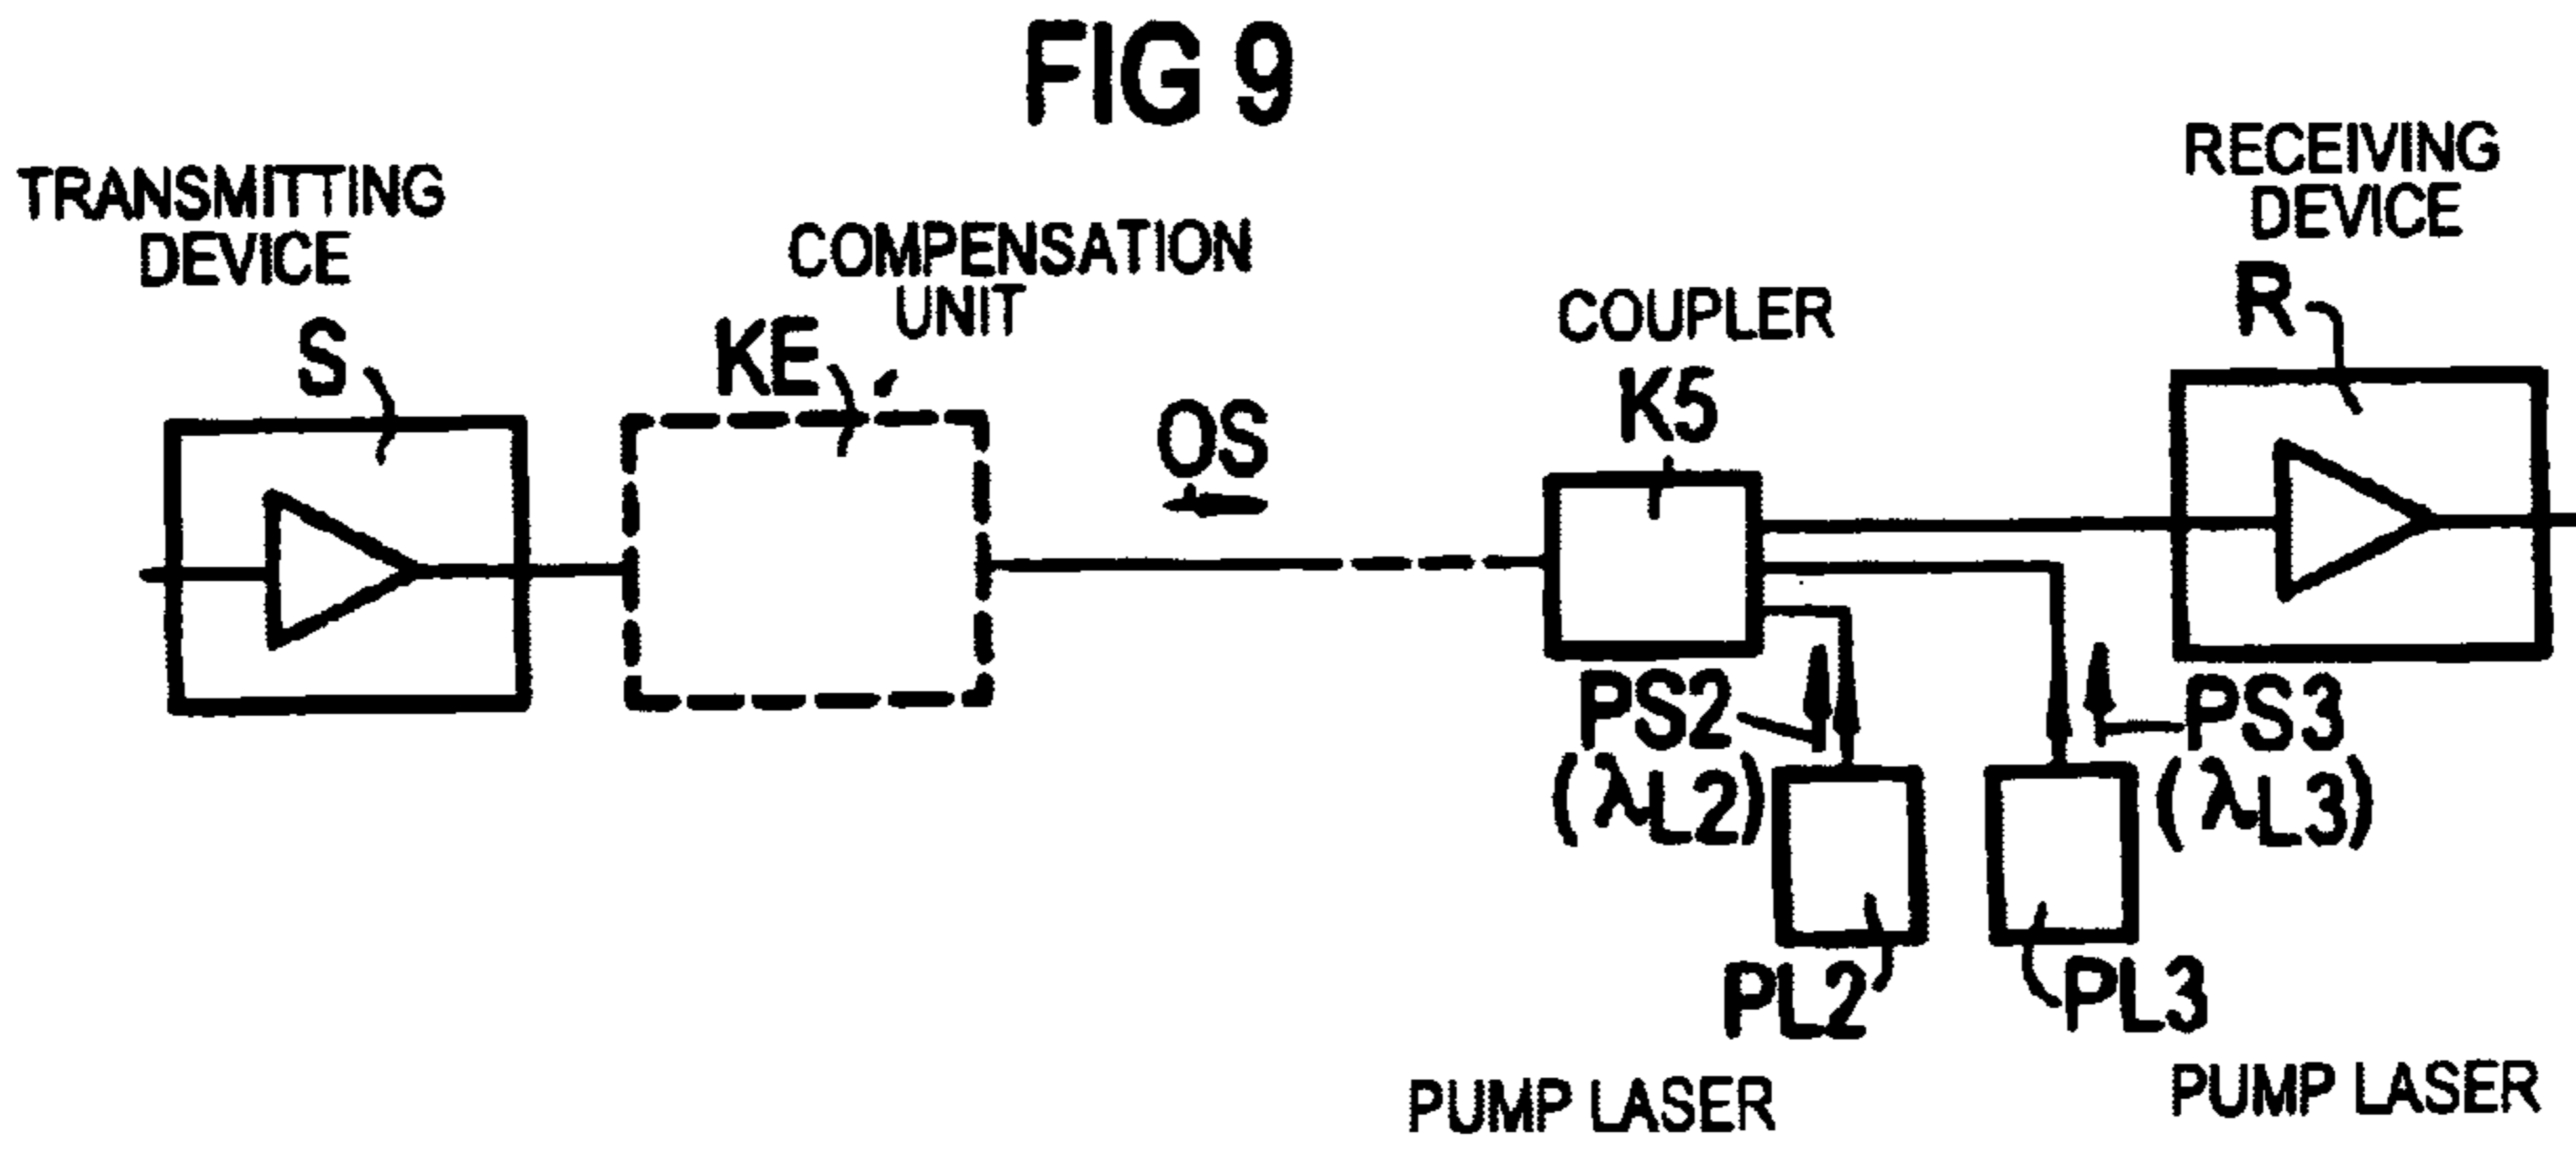 FIG 9
TRANSMITTING
DEVICE
S
COMPENSATION
UNIT
KE
OS
COUPLER
K5
RECEIVING
DEVICE
R
PS2
(λL2)
PS3
(λL3)
PL2
PL3
PUMP LASER
PUMP LASER